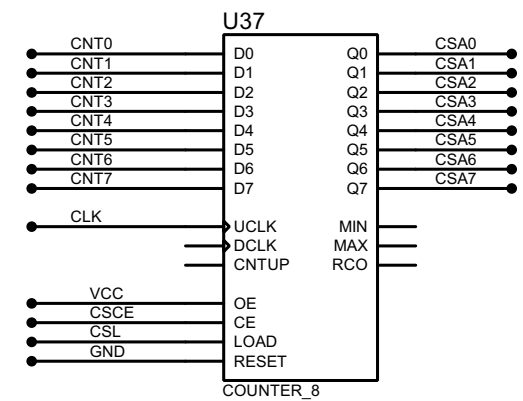 U37
CNT0 D0 Q0 CSA0
CNT1 D1 Q1 CSA1
CNT2 D2 Q2 CSA2
CNT3 D3 Q3 CSA3
CNT4 D4 Q4 CSA4
CNT5 D5 Q5 CSA5
CNT6 D6 Q6 CSA6
CNT7 D7 Q7 CSA7
CLK UCLK MIN
DCLK MAX
CNTUP RCO
VCC OE
CSCE CE
CSL LOAD
GND RESET
COUNTER_8